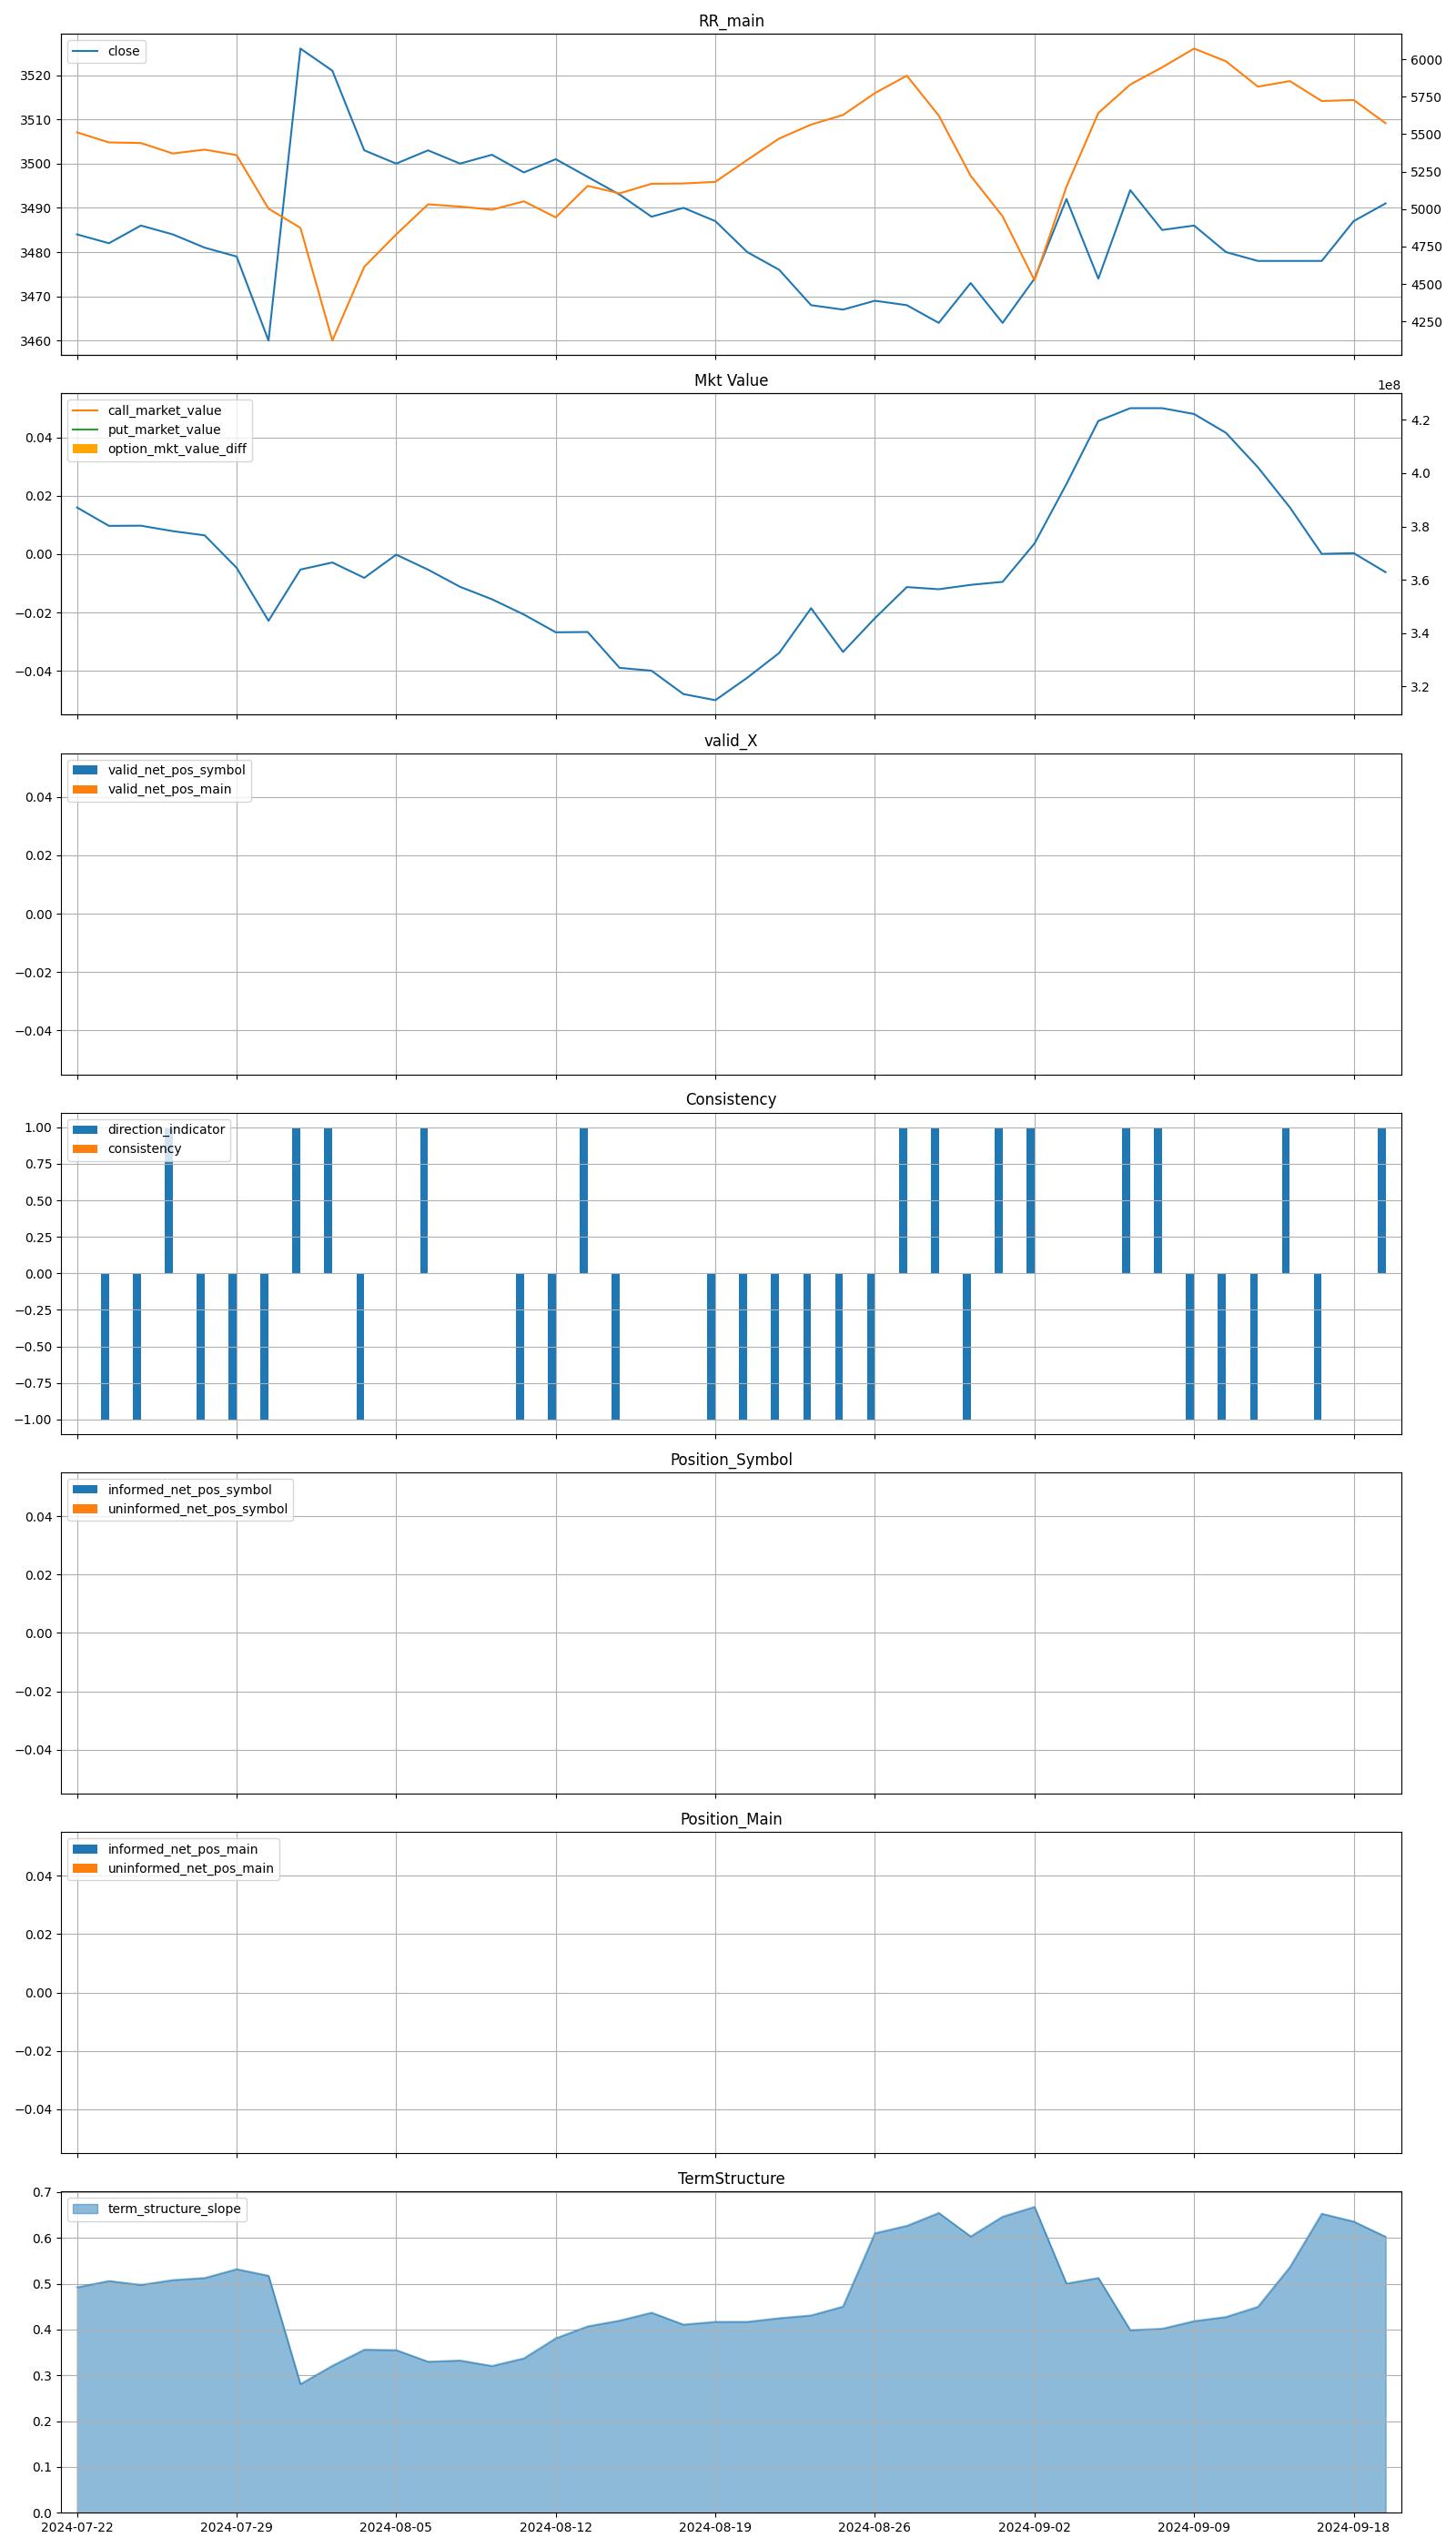 RR_main
close
3520
3510
3500
3490
3480
3470
3460
6000
5750
5500
5250
5000
4750
4500
4250
Mkt Value
1e8
call_market_value
put_market_value
option_mkt_value_diff
0.04
0.02
0.00
−0.02
−0.04
4.2
4.0
3.8
3.6
3.4
3.2
valid_X
valid_net_pos_symbol
valid_net_pos_main
0.04
0.02
0.00
−0.02
−0.04
Consistency
direction_indicator
consistency
1.00
0.75
0.50
0.25
0.00
−0.25
−0.50
−0.75
−1.00
Position_Symbol
informed_net_pos_symbol
uninformed_net_pos_symbol
0.04
0.02
0.00
−0.02
−0.04
Position_Main
informed_net_pos_main
uninformed_net_pos_main
0.04
0.02
0.00
−0.02
−0.04
TermStructure
term_structure_slope
0.7
0.6
0.5
0.4
0.3
0.2
0.1
0.0
2024-07-22 2024-07-29 2024-08-05 2024-08-12 2024-08-19 2024-08-26 2024-09-02 2024-09-09 2024-09-18